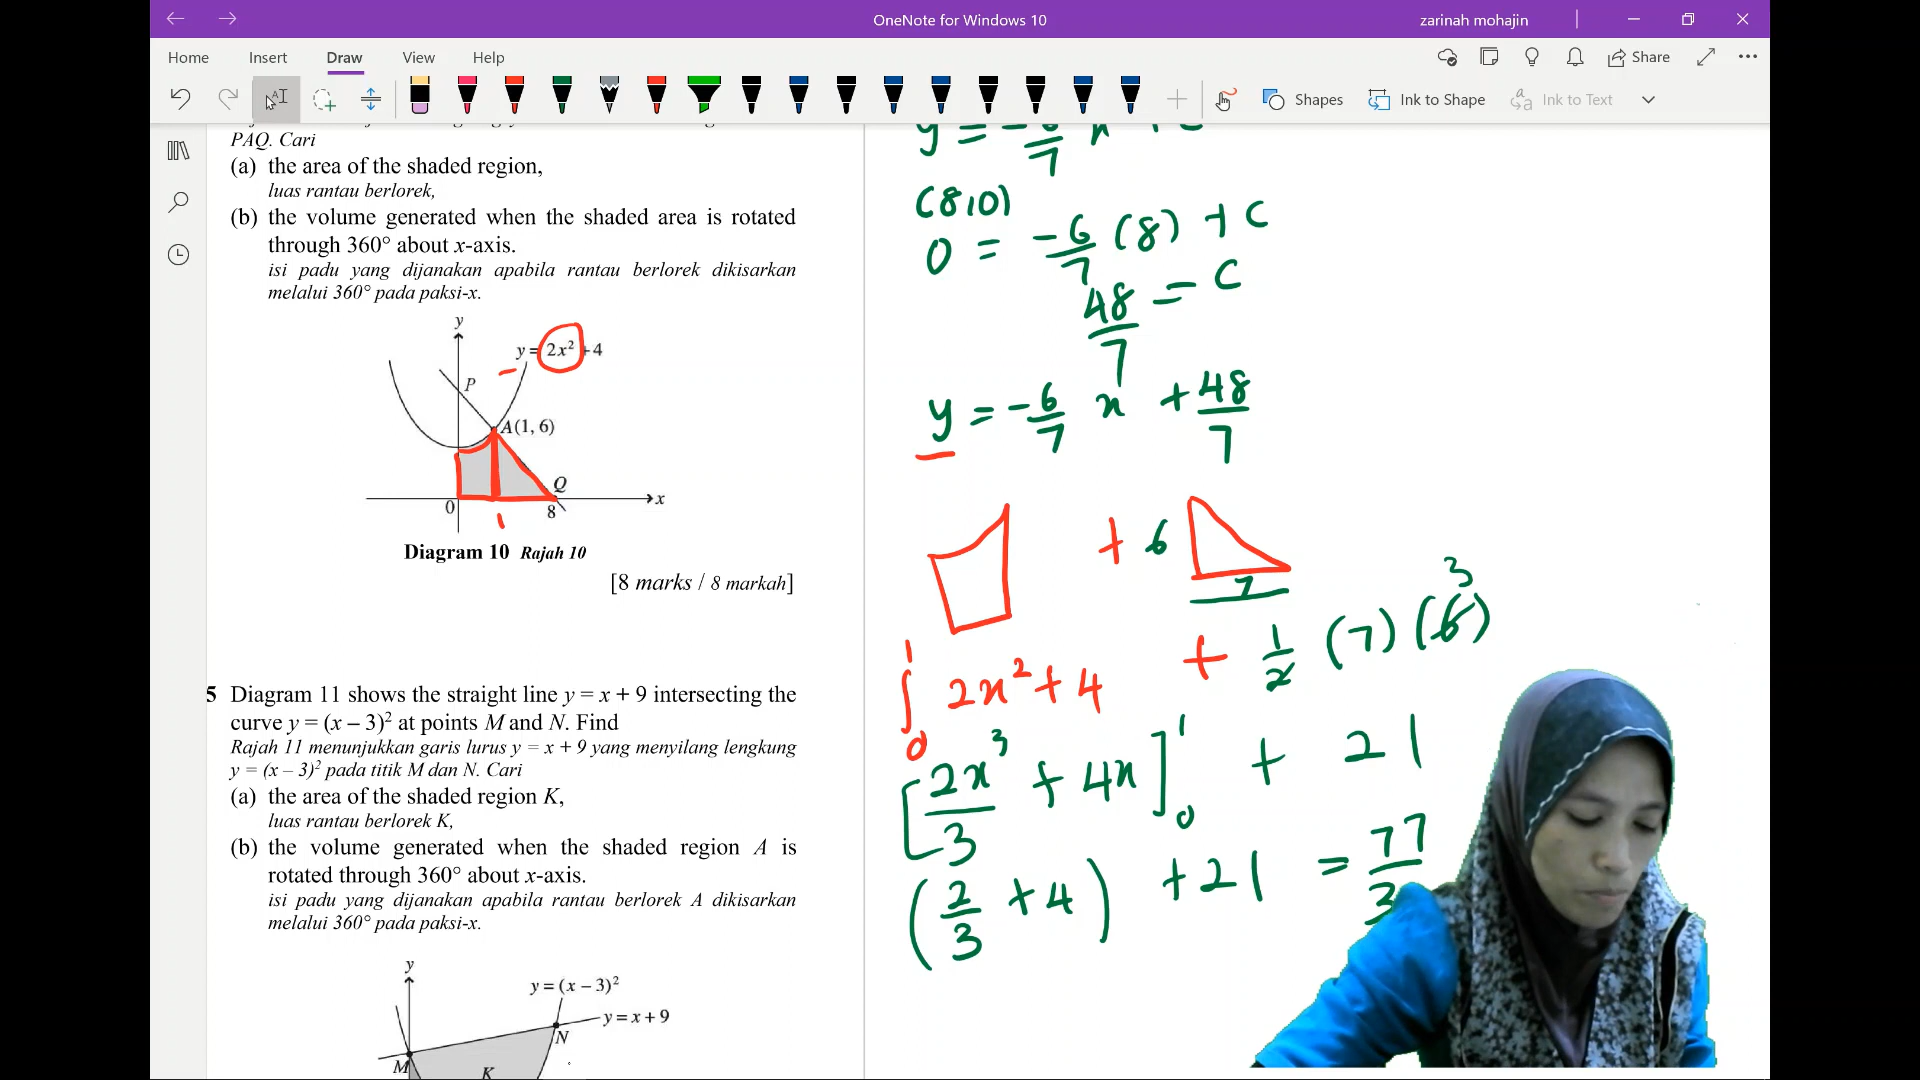 OneNote for Windows 10
zarinah mohajin
Home Insert Draw View Help
Share
Shapes
Ink to Shape
Ink to Text
PAQ. Cari
(a) the area of the shaded region,
luas rantau berlorek,
(b) the volume generated when the shaded area is rotated
through 360° about x-axis.
isi padu yang dijanakan apabila rantau berlorek dikisarkan
melalui 360° pada paksi-x.
y
y = 2x² + 4
P
A(1, 6)
Q
0
8
x
1
Diagram 10 Rajah 10
[8 marks / 8 markah]
5 Diagram 11 shows the straight line y = x + 9 intersecting the
curve y = (x – 3)² at points M and N. Find
Rajah 11 menunjukkan garis lurus y = x + 9 yang menyilang lengkung
y = (x – 3)² pada titik M dan N. Cari
(a) the area of the shaded region K,
luas rantau berlorek K,
(b) the volume generated when the shaded region A is
rotated through 360° about x-axis.
isi padu yang dijanakan apabila rantau berlorek A dikisarkan
melalui 360° pada paksi-x.
y
y = (x – 3)²
y = x + 9
N
M
K
y = -6/7 x + C
(8,0)
0 = -6/7 (8) + C
48/7 = C
y = -6/7 x + 48/7
+ 6
7
∫₀¹ 2x² + 4 + 1/2 (7) (6) 3
[2x³/3 + 4x]₀¹ + 21
(2/3 + 4) + 21 = 77/3